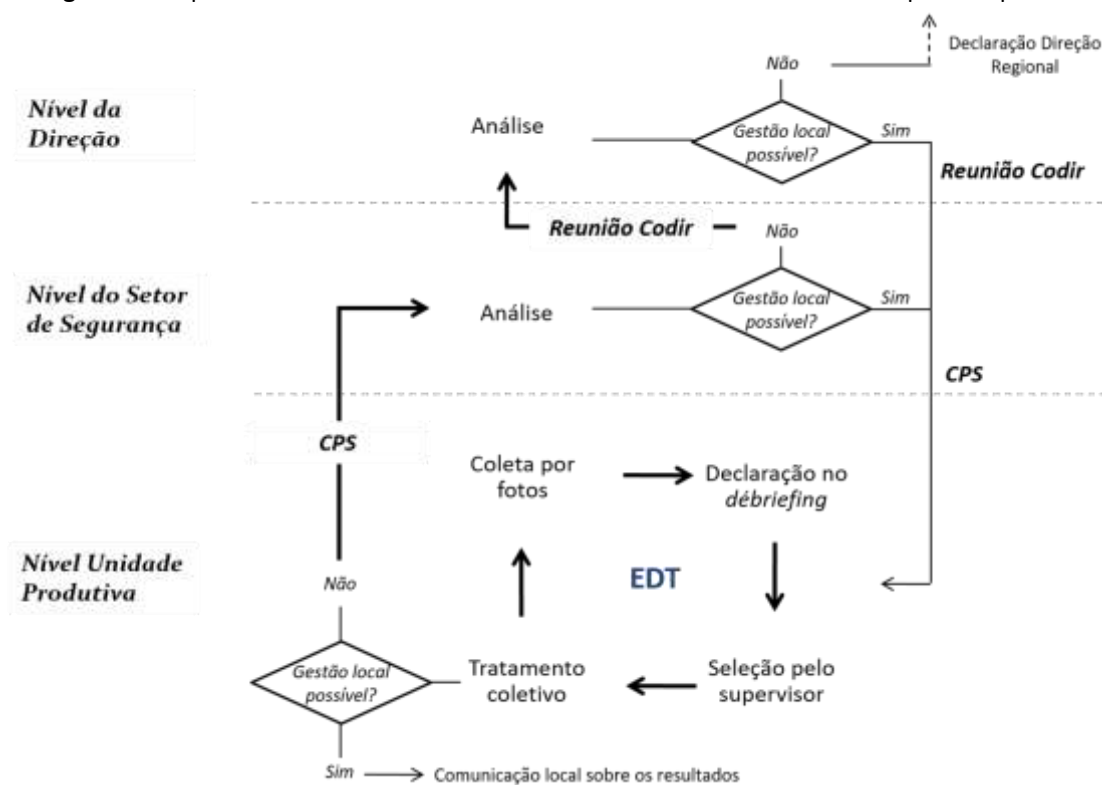 Declaração Direção
Regional
Não
Nível da
Direção
Análise
Gestão local
possível?
Sim
Reunião Codir
Reunião Codir
Não
Nível do Setor
de Segurança
Análise
Gestão local
possível?
Sim
CPS
CPS
Coleta por
fotos
Declaração no
débriefing
Nível Unidade
Produtiva
EDT
Não
Gestão local
possível?
Tratamento
coletivo
Seleção pelo
supervisor
Sim
Comunicação local sobre os resultados